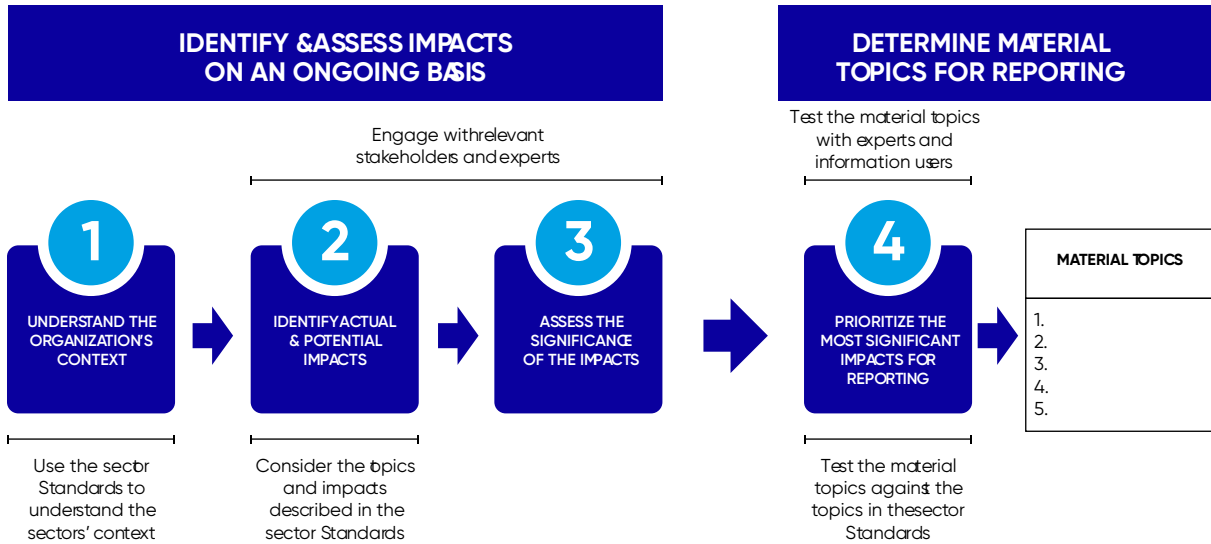 IDENTIFY &ASSESS IMPACTS
ON AN ONGOING BASIS
DETERMINE MATERIAL
TOPICS FOR REPORTING
Engage withrelevant
stakeholders and experts
Test the material topics
with experts and
information users
1
UNDERSTAND THE
ORGANIZATION'S
CONTEXT
2
IDENTIFY ACTUAL
& POTENTIAL
IMPACTS
3
ASSESS THE
SIGNIFICANCE
OF THE IMPACTS
4
PRIORITIZE THE
MOST SIGNIFICANT
IMPACTS FOR
REPORTING
MATERIAL TOPICS
1.
2.
3.
4.
5.
Use the sector
Standards to
understand the
sectors' context
Consider the topics
and impacts
described in the
sector Standards
Test the material
topics against the
topics in thesector
Standards